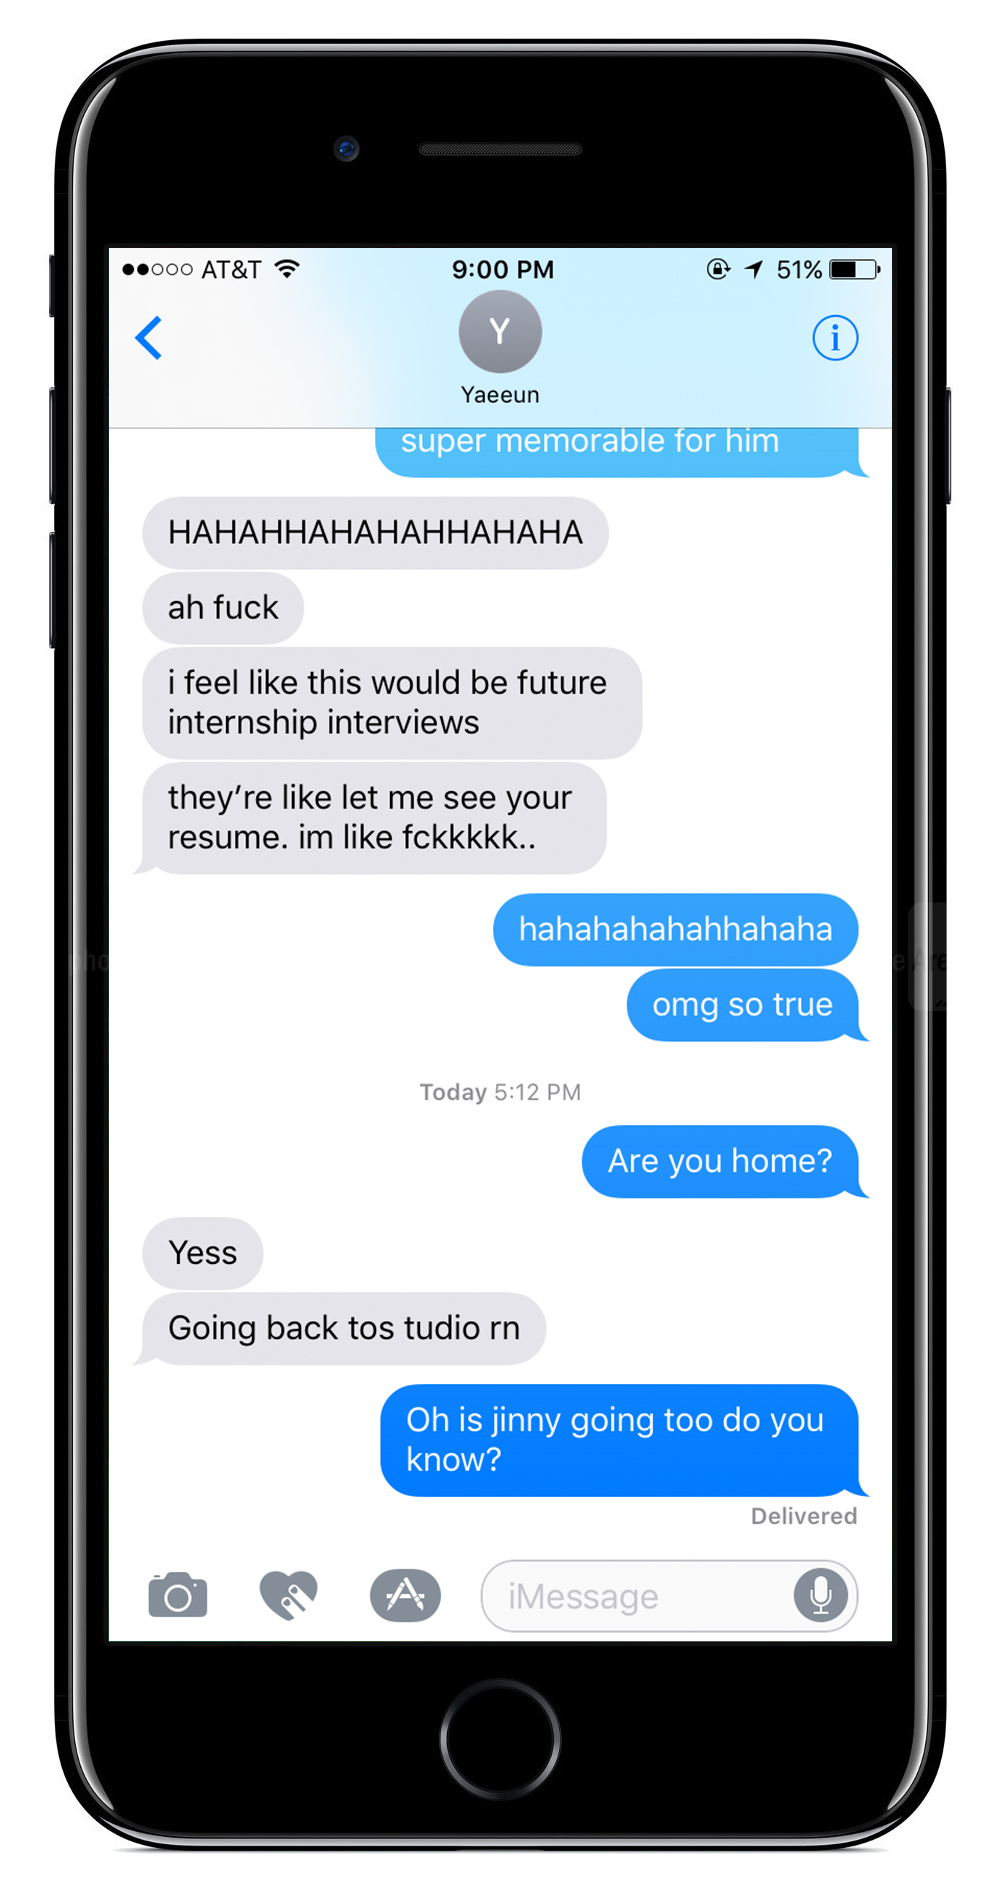 AT&T 9:00 PM 51%
Y
Yaeeun
super memorable for him
HAHAHHAHAHAHHAHAHA
ah fuck
i feel like this would be future
internship interviews
they’re like let me see your
resume. im like fckkkkk..
hahahahahahhahaha
omg so true
Today 5:12 PM
Are you home?
Yess
Going back tos tudio rn
Oh is jinny going too do you
know?
Delivered
iMessage